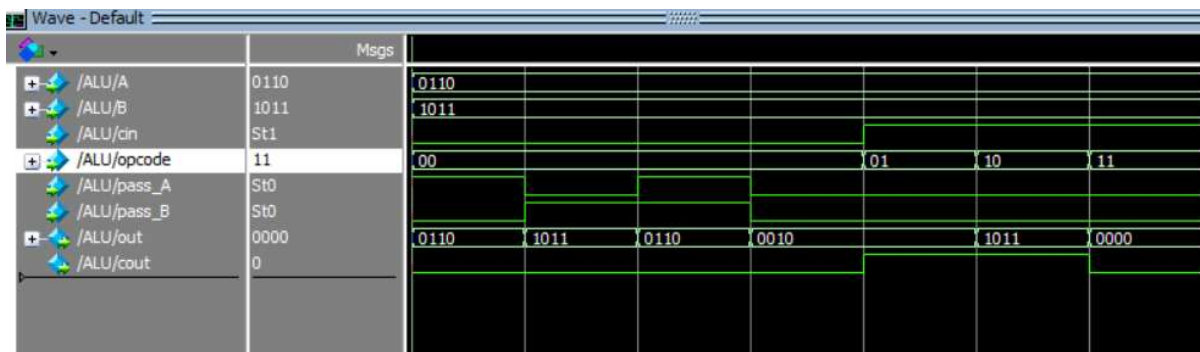 Wave - Default
Msgs
/ALU/A 0110 0110
/ALU/B 1011 1011
/ALU/cin St1
/ALU/opcode 11 00 01 10 11
/ALU/pass_A St0
/ALU/pass_B St0
/ALU/out 0000 0110 1011 0110 0010 1011 0000
/ALU/cout 0